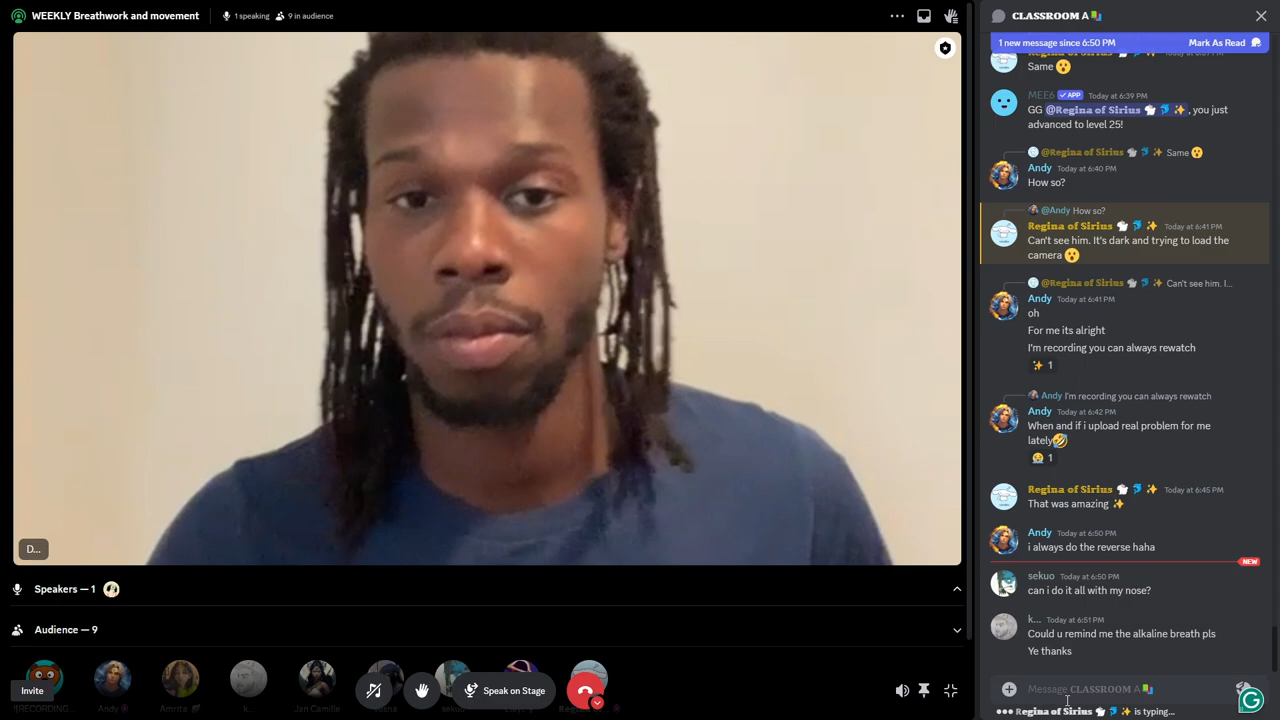 WEEKLY Breathwork and movement
1 speaking
9 in audience
D...
Speakers — 1
Audience — 9
Andy
Amrita
k...
Jen Camille
sekuo
Invite
Speak on Stage
CLASSROOM A
1 new message since 6:50 PM
Mark As Read
Same
MEE6 APP Today at 6:39 PM
GG @Regina of Sirius, you just
advanced to level 25!
@Regina of Sirius Same
Andy Today at 6:40 PM
How so?
@Andy How so?
Regina of Sirius Today at 6:41 PM
Can't see him. It's dark and trying to load the
camera
@Regina of Sirius Can't see him. I...
Andy Today at 6:41 PM
oh
For me its alright
I'm recording you can always rewatch
1
Andy I'm recording you can always rewatch
Andy Today at 6:42 PM
When and if i upload real problem for me
lately
1
Regina of Sirius Today at 6:45 PM
That was amazing
Andy Today at 6:50 PM
i always do the reverse haha
NEW
sekuo Today at 6:50 PM
can i do it all with my nose?
k... Today at 6:51 PM
Could u remind me the alkaline breath pls
Ye thanks
Message CLASSROOM A
Regina of Sirius is typing...